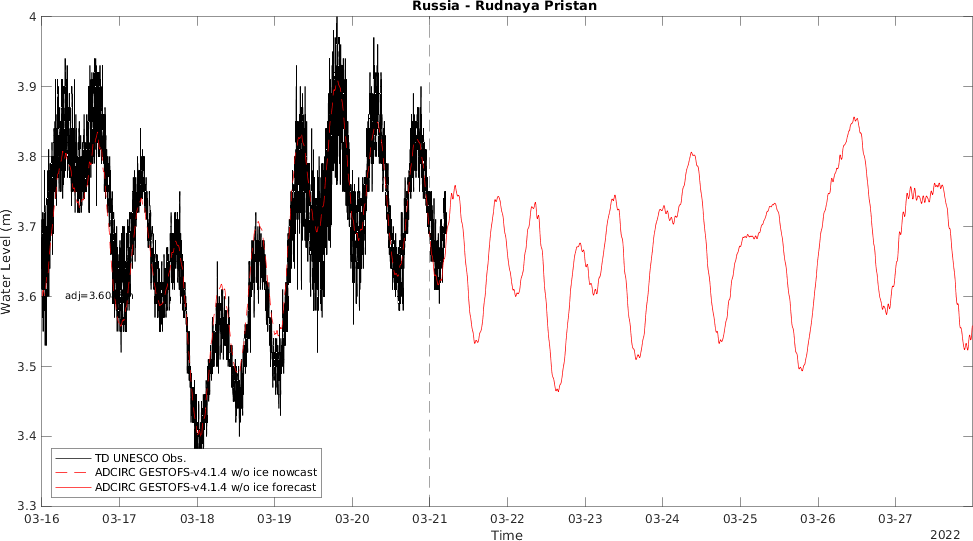 Russia - Rudnaya Pristan
4
3.9
3.8
3.7
3.6
3.5
3.4
3.3
Water Level (m)
adj=3.60
TD UNESCO Obs.
ADCIRC GESTOFS-v4.1.4 w/o ice nowcast
ADCIRC GESTOFS-v4.1.4 w/o ice forecast
03-16 03-17 03-18 03-19 03-20 03-21 03-22 03-23 03-24 03-25 03-26 03-27
Time
2022